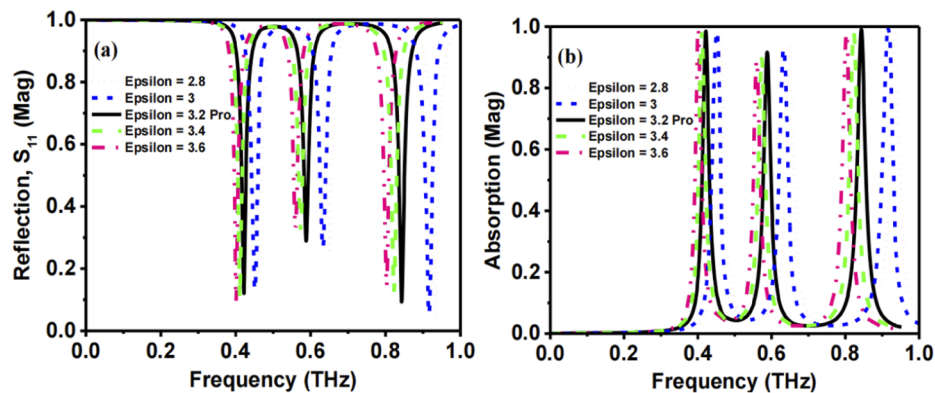 (a)
Reflection, S11 (Mag)
1.0
0.8
0.6
0.4
0.2
0.0
Epsilon = 2.8
Epsilon = 3
Epsilon = 3.2 Pro
Epsilon = 3.4
Epsilon = 3.6
0.0 0.2 0.4 0.6 0.8 1.0
Frequency (THz)
(b)
Absorption (Mag)
1.0
0.8
0.6
0.4
0.2
0.0
Epsilon = 2.8
Epsilon = 3
Epsilon = 3.2 Pro
Epsilon = 3.4
Epsilon = 3.6
0.0 0.2 0.4 0.6 0.8 1.0
Frequency (THz)